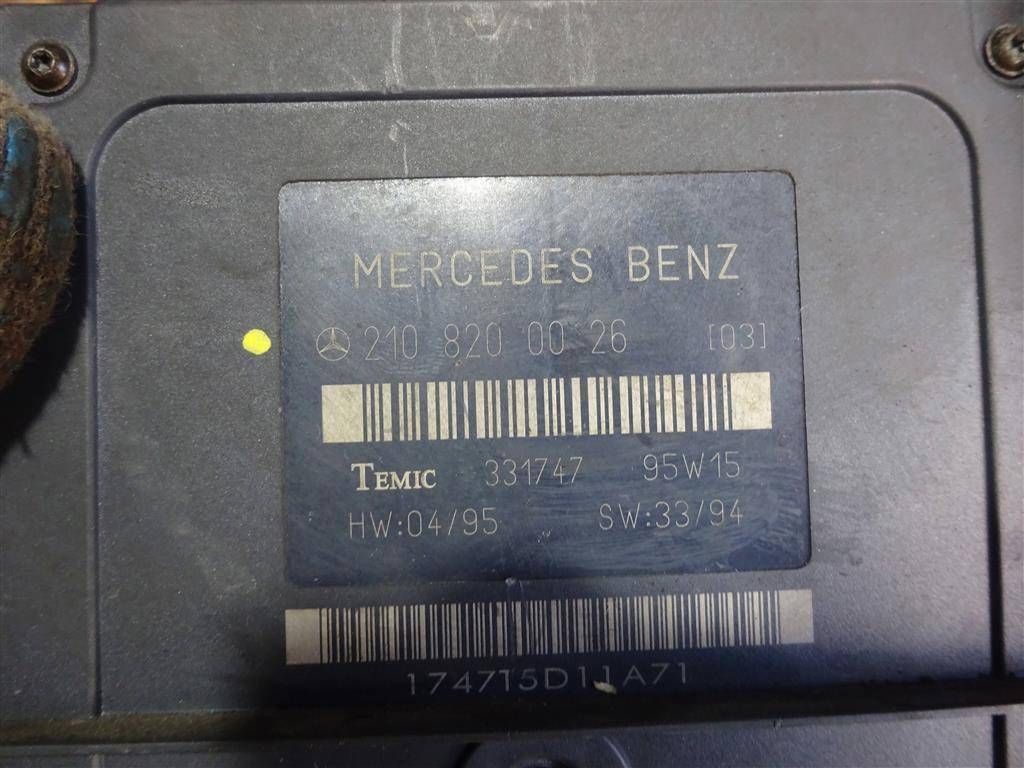 MERCEDES BENZ
210 820 00 26 [03]
TEMIC 331747 95W15
HW:04/95 SW:33/94
174715D11A71